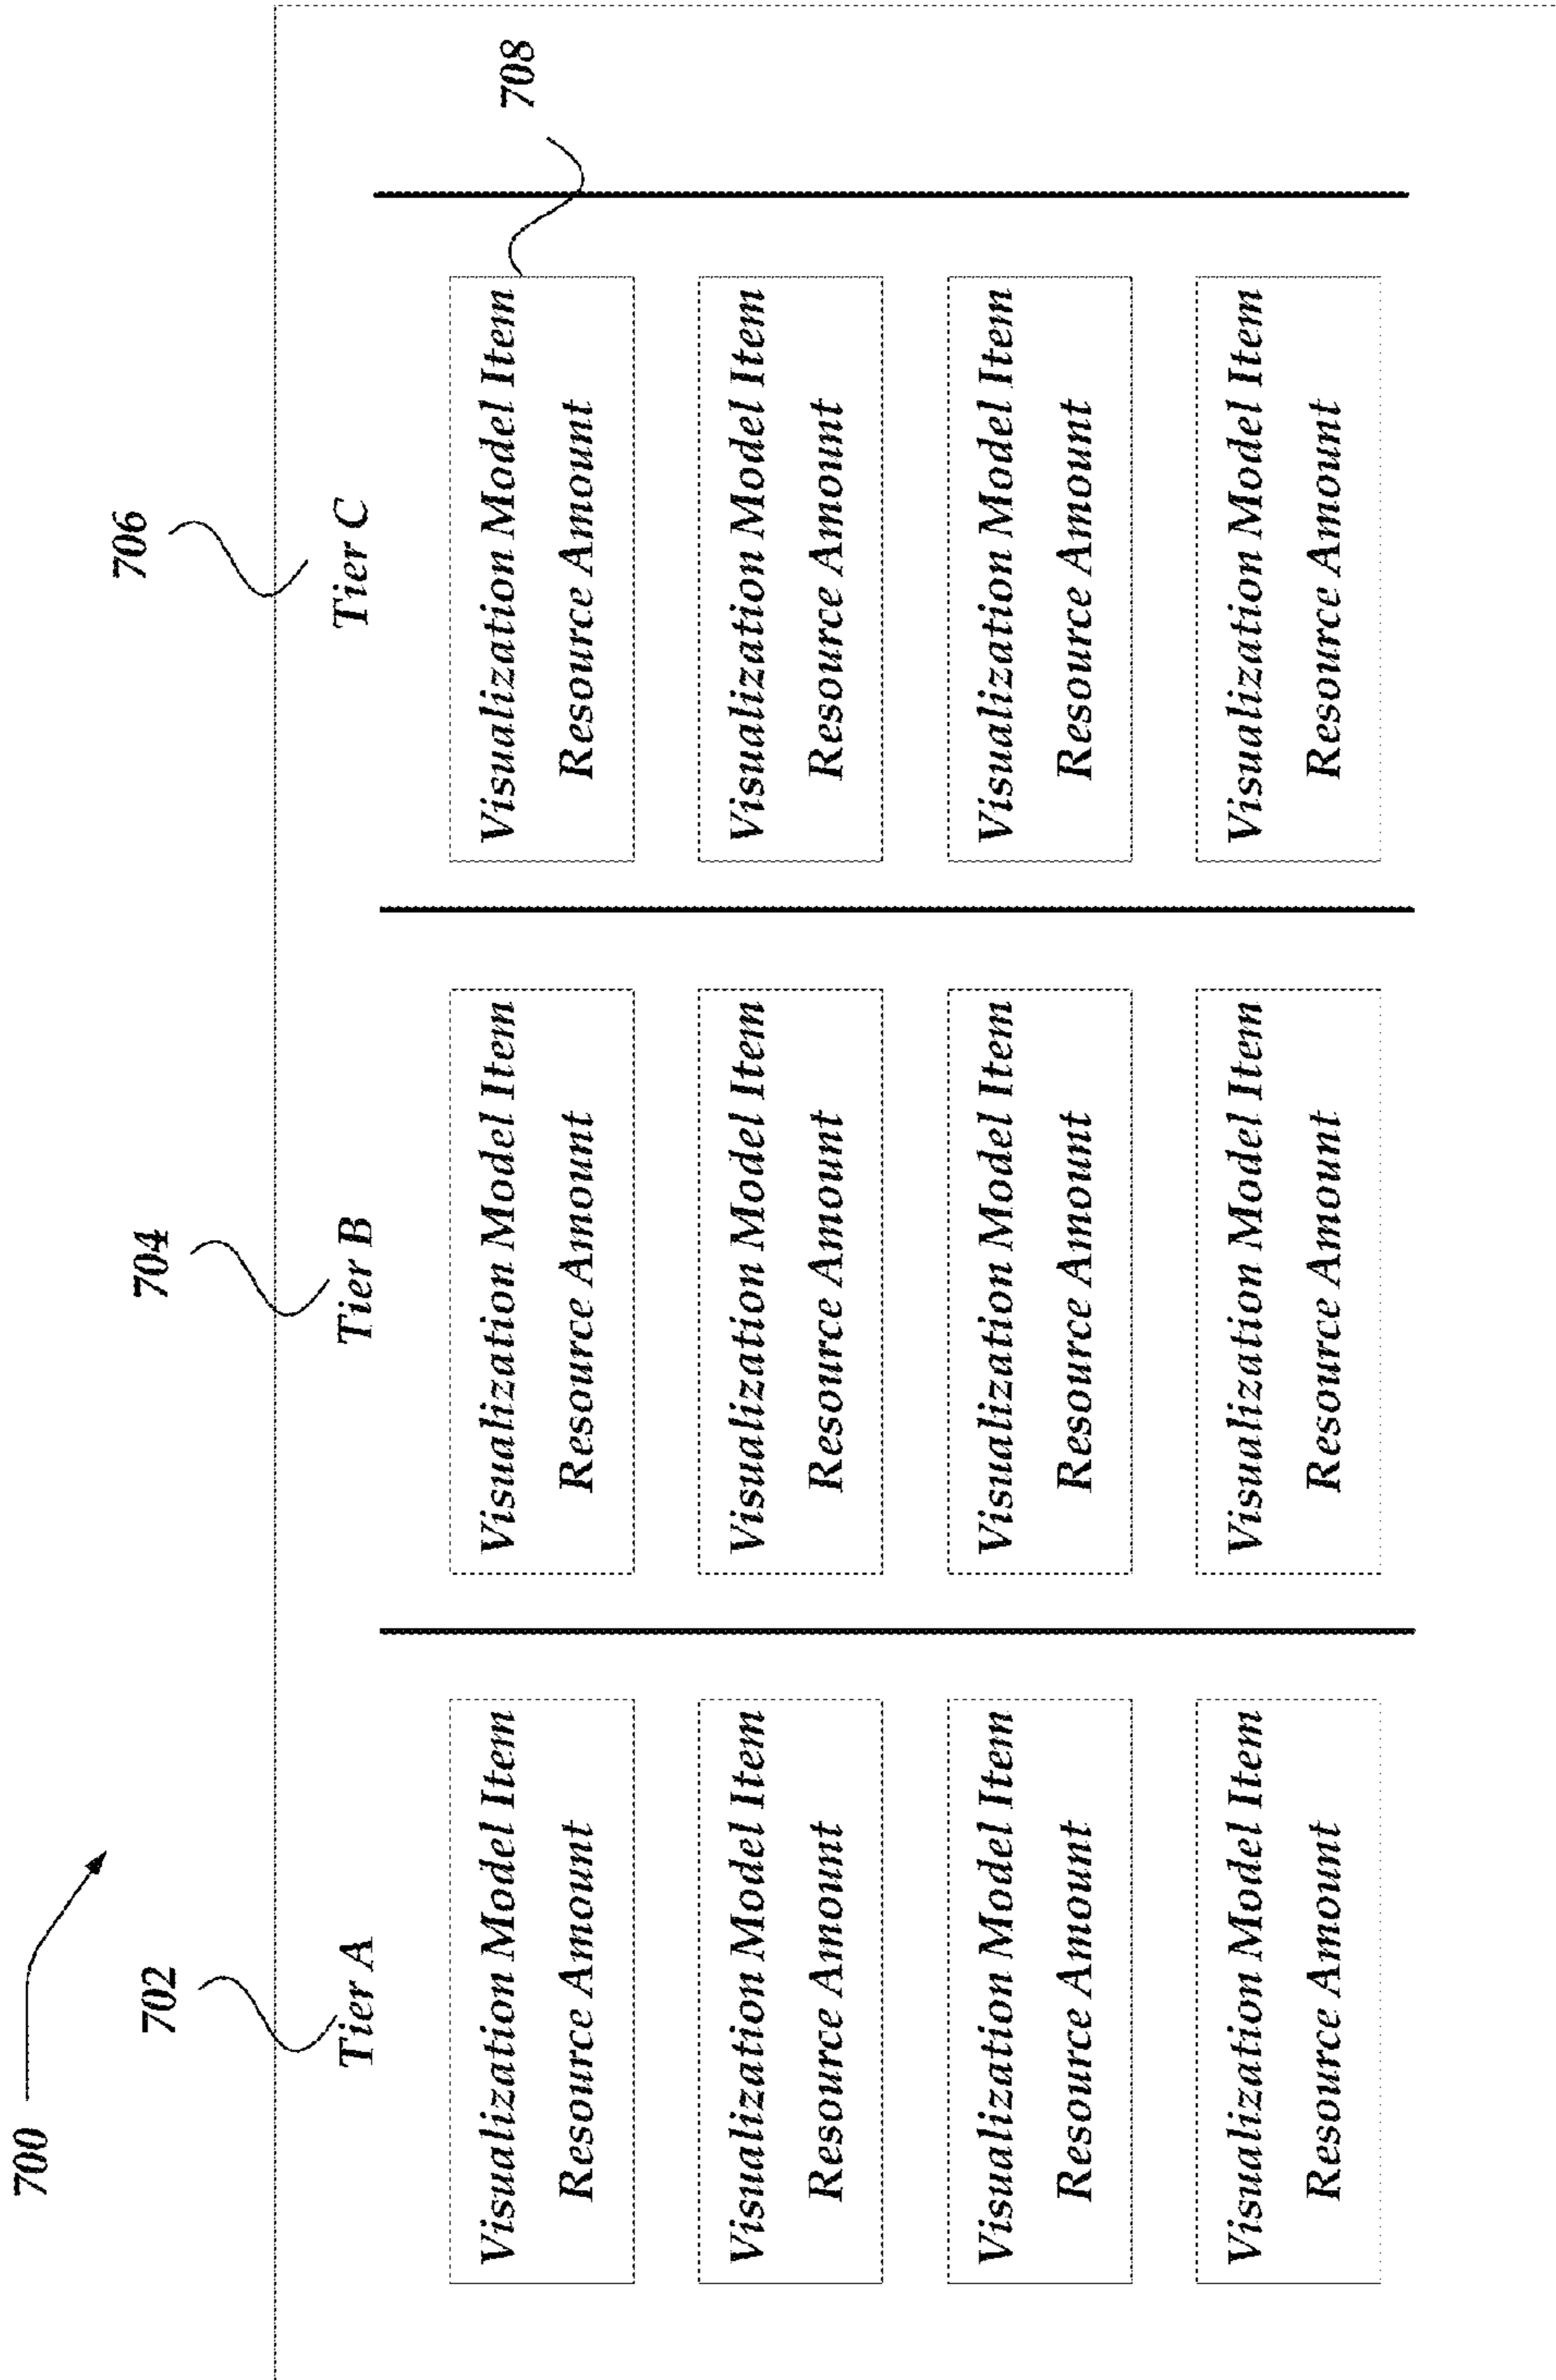 700
702
704
706
Tier A
Tier B
Tier C
708
Visualization Model Item
Resource Amount
Visualization Model Item
Resource Amount
Visualization Model Item
Resource Amount
Visualization Model Item
Resource Amount
Visualization Model Item
Resource Amount
Visualization Model Item
Resource Amount
Visualization Model Item
Resource Amount
Visualization Model Item
Resource Amount
Visualization Model Item
Resource Amount
Visualization Model Item
Resource Amount
Visualization Model Item
Resource Amount
Visualization Model Item
Resource Amount